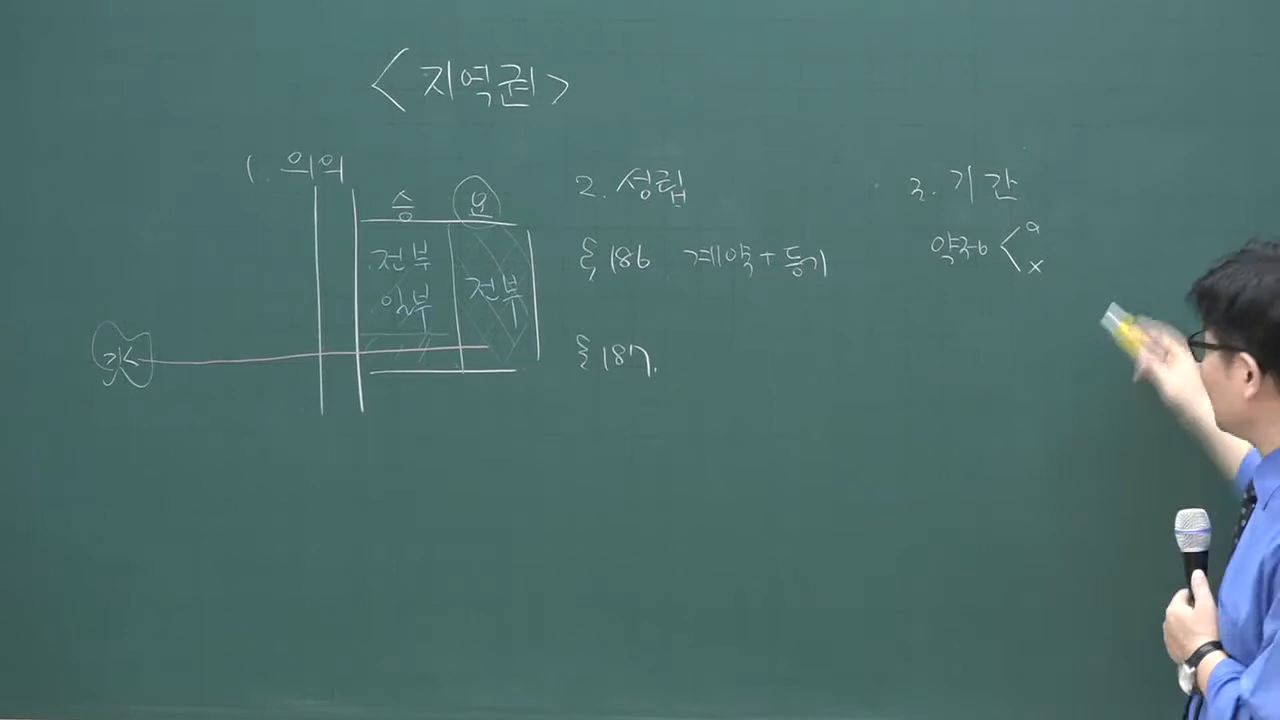 <지역권>
1. 의의
승 요
전부
일부
전부
2. 성립
§186 계약+등기
§187.
3. 기간
약정 < a
x